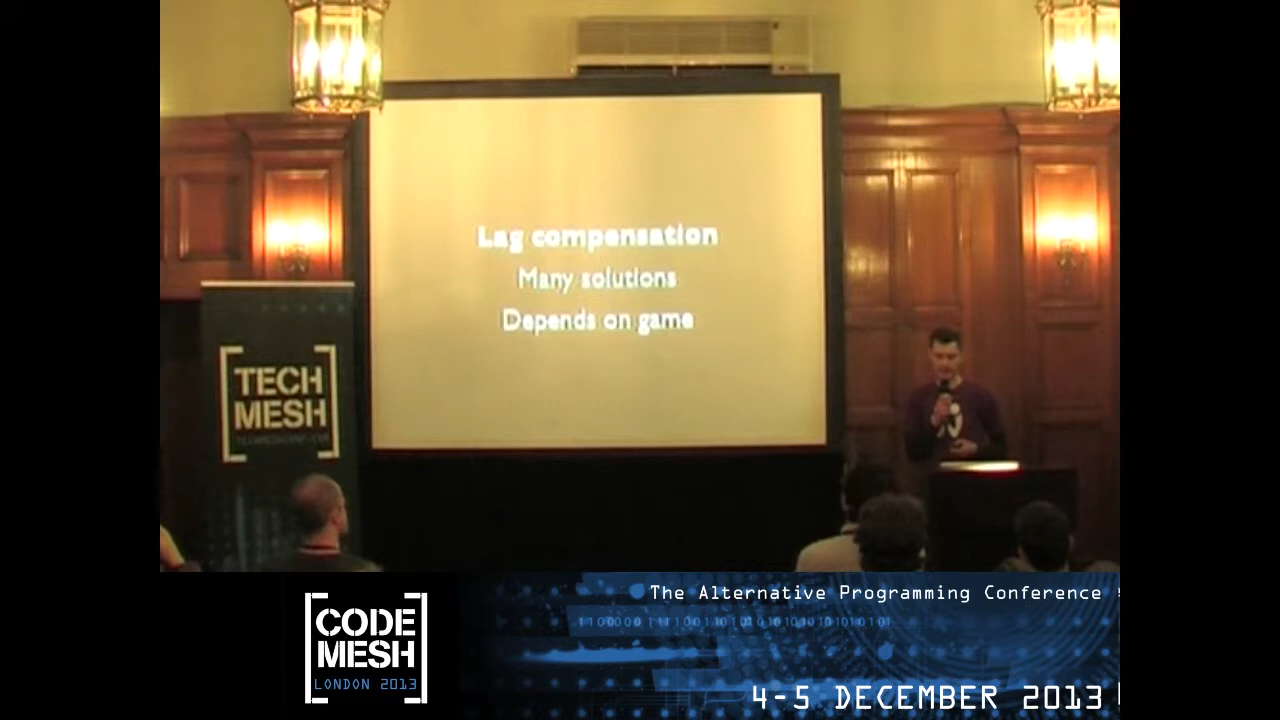 Lag compensation
Many solutions
Depends on game
TECH
MESH
CODE
MESH
LONDON 2013
The Alternative Programming Conference
4-5 DECEMBER 2013